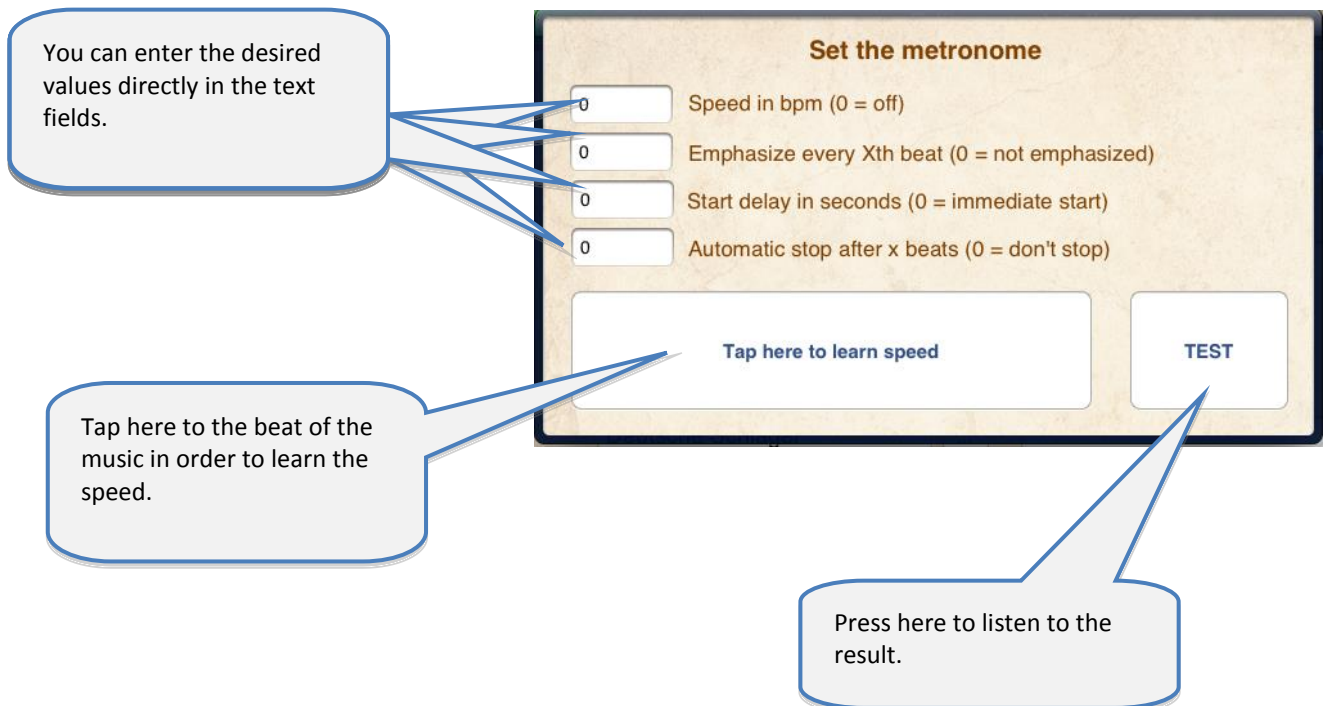 You can enter the desired
values directly in the text
fields.
Set the metronome
0 Speed in bpm (0 = off)
0 Emphasize every Xth beat (0 = not emphasized)
0 Start delay in seconds (0 = immediate start)
0 Automatic stop after x beats (0 = don't stop)
Tap here to learn speed
TEST
Tap here to the beat of the
music in order to learn the
speed.
Press here to listen to the
result.